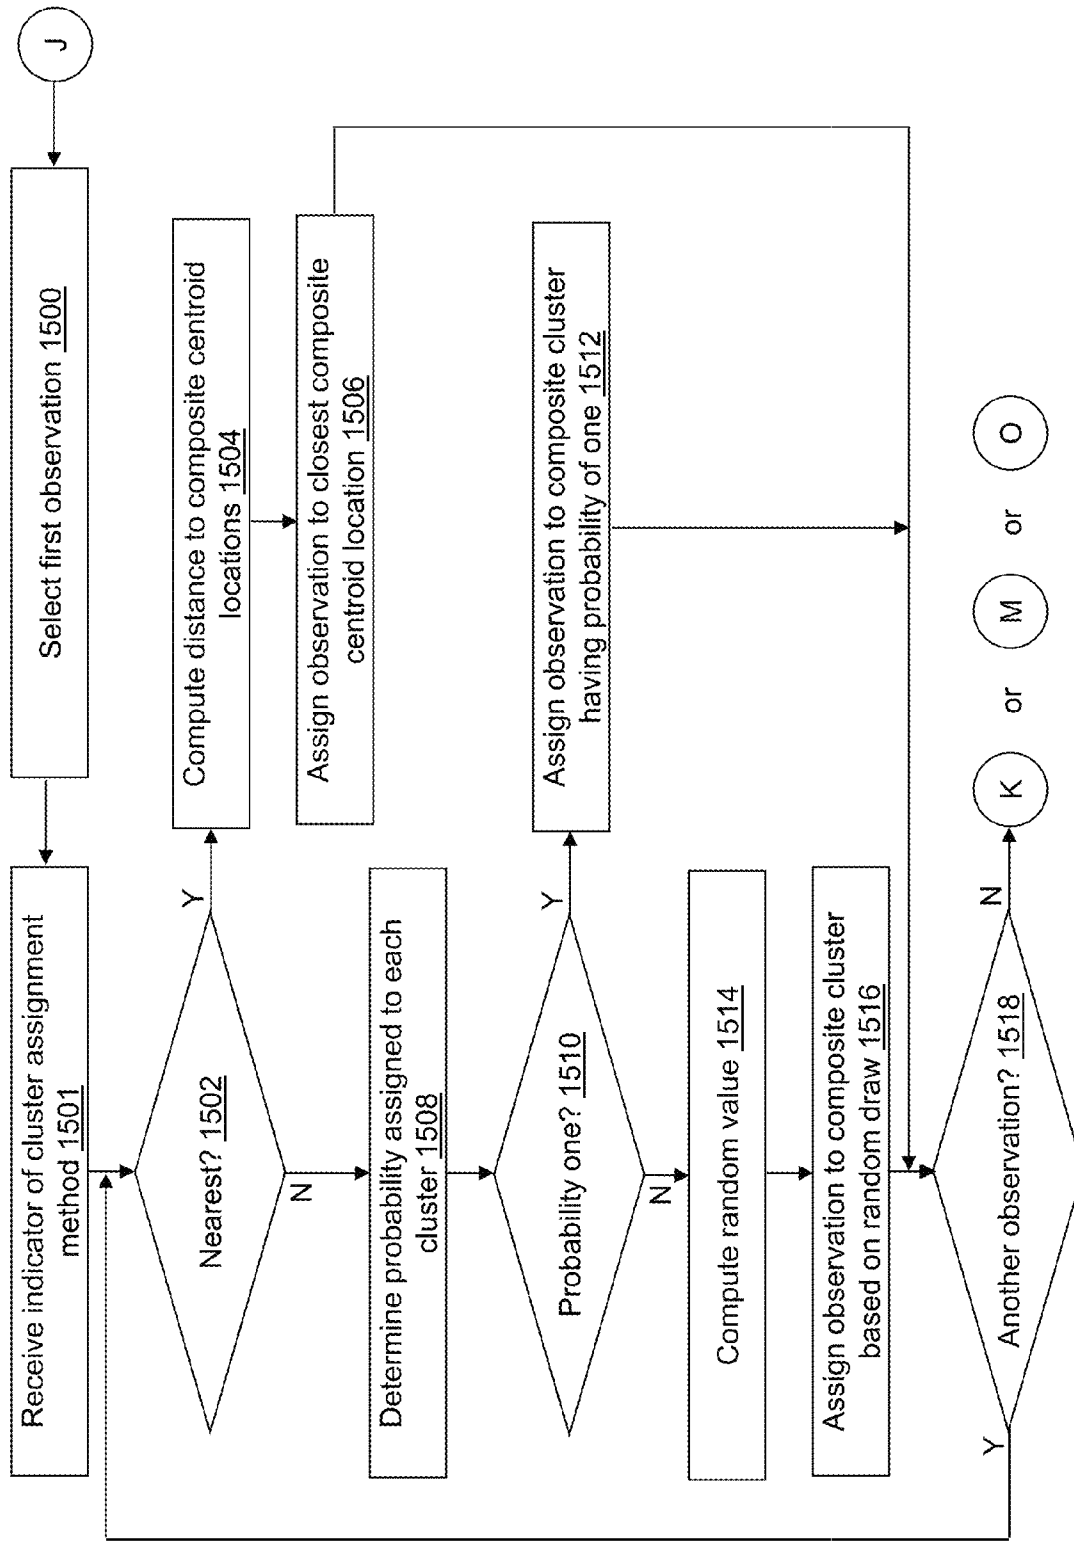 J
Select first observation 1500
Receive indicator of cluster assignment
method 1501
Nearest? 1502
Y
N
Compute distance to composite centroid
locations 1504
Assign observation to closest composite
centroid location 1506
Determine probability assigned to each
cluster 1508
Probability one? 1510
Y
N
Assign observation to composite cluster
having probability of one 1512
Compute random value 1514
Assign observation to composite cluster
based on random draw 1516
Another observation? 1518
Y
N
K or M or O